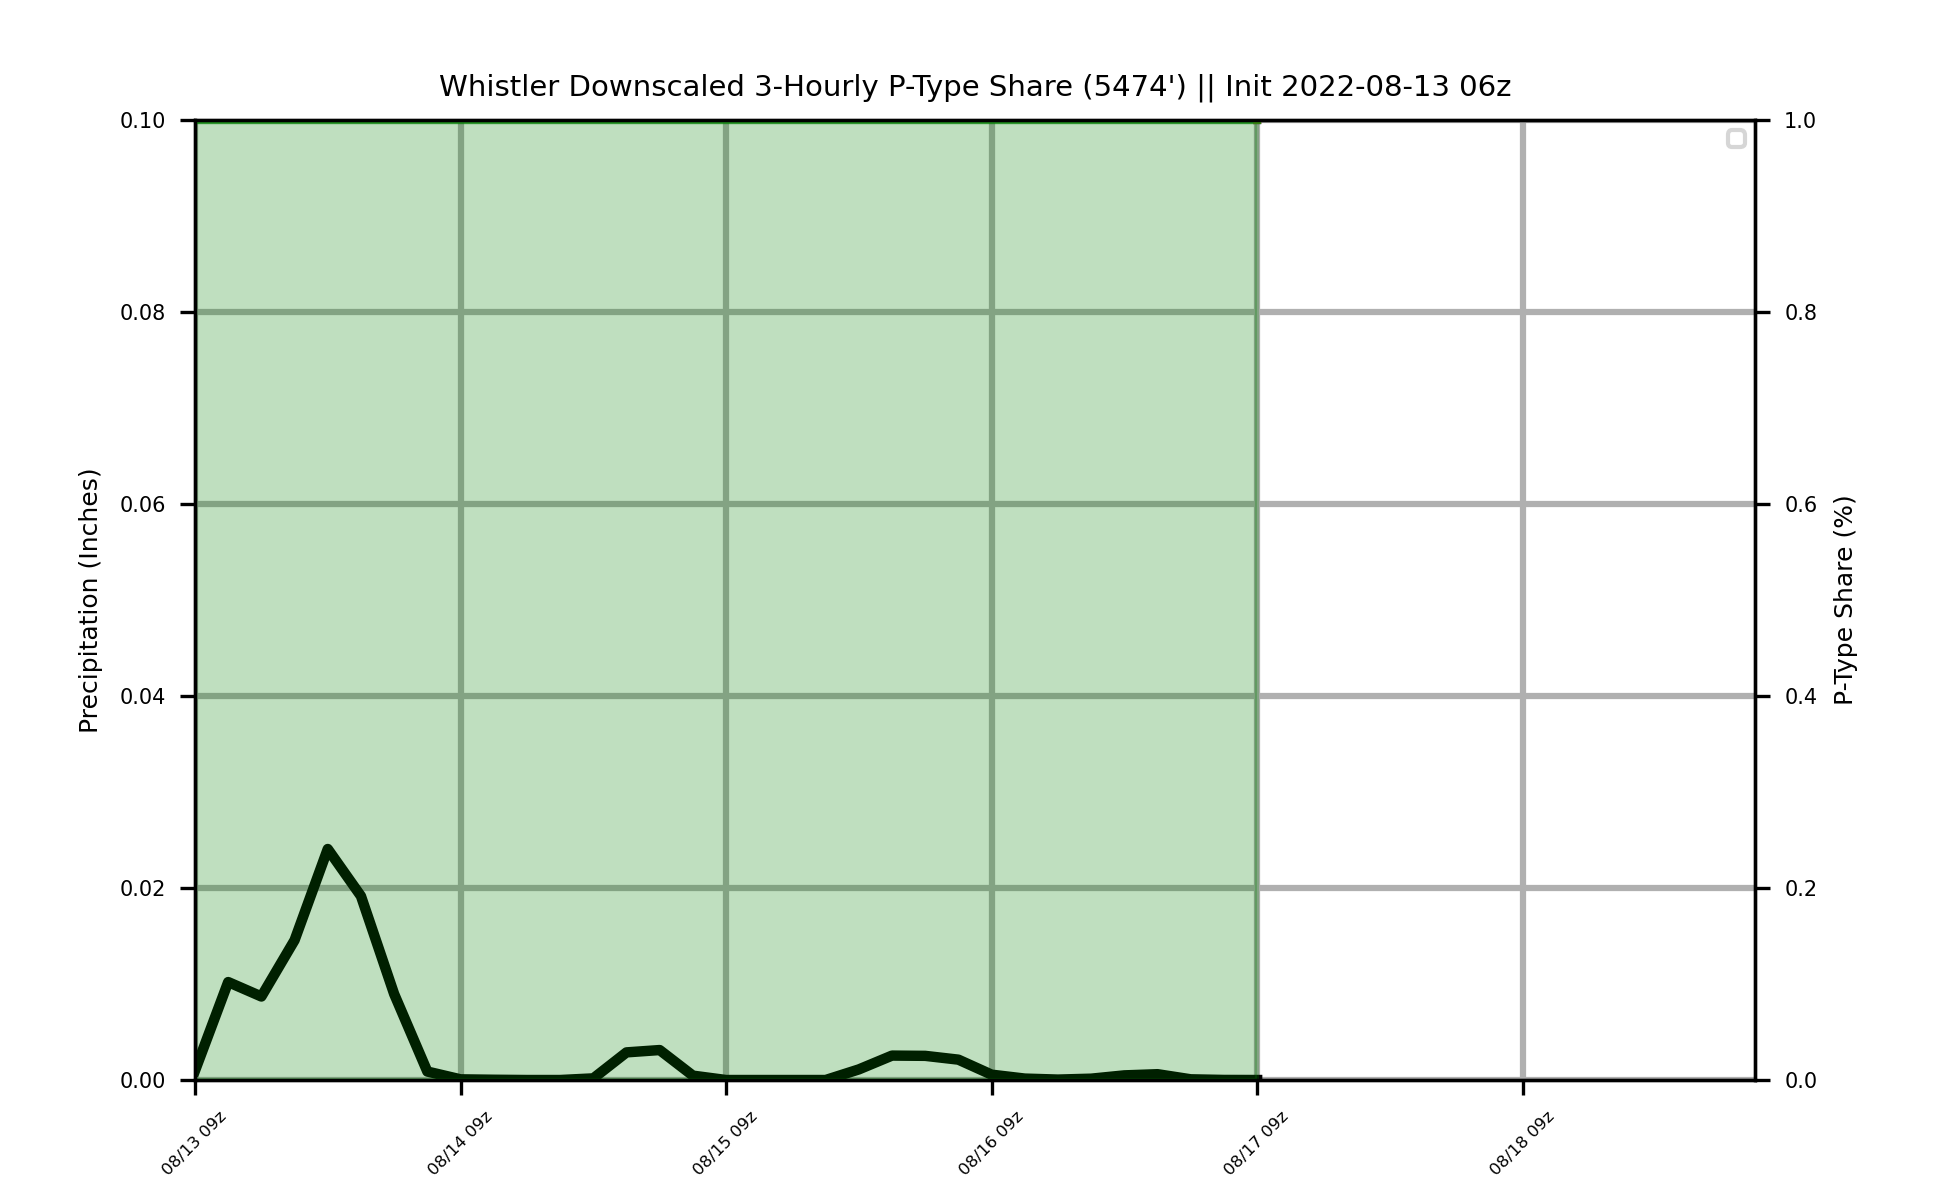 Whistler Downscaled 3-Hourly P-Type Share (5474') || Init 2022-08-13 06z
Precipitation (Inches)
0.10
0.08
0.06
0.04
0.02
0.00
1.0
0.8
0.6
0.4
0.2
0.0
P-Type Share (%)
08/13 09z
08/14 09z
08/15 09z
08/16 09z
08/17 09z
08/18 09z